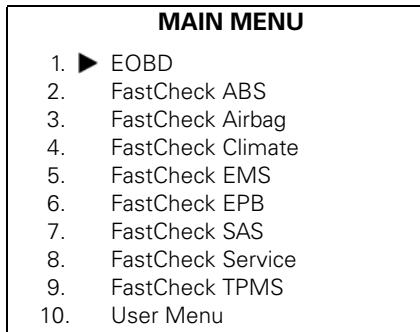 MAIN MENU
1. ▶ EOBD
2. FastCheck ABS
3. FastCheck Airbag
4. FastCheck Climate
5. FastCheck EMS
6. FastCheck EPB
7. FastCheck SAS
8. FastCheck Service
9. FastCheck TPMS
10. User Menu